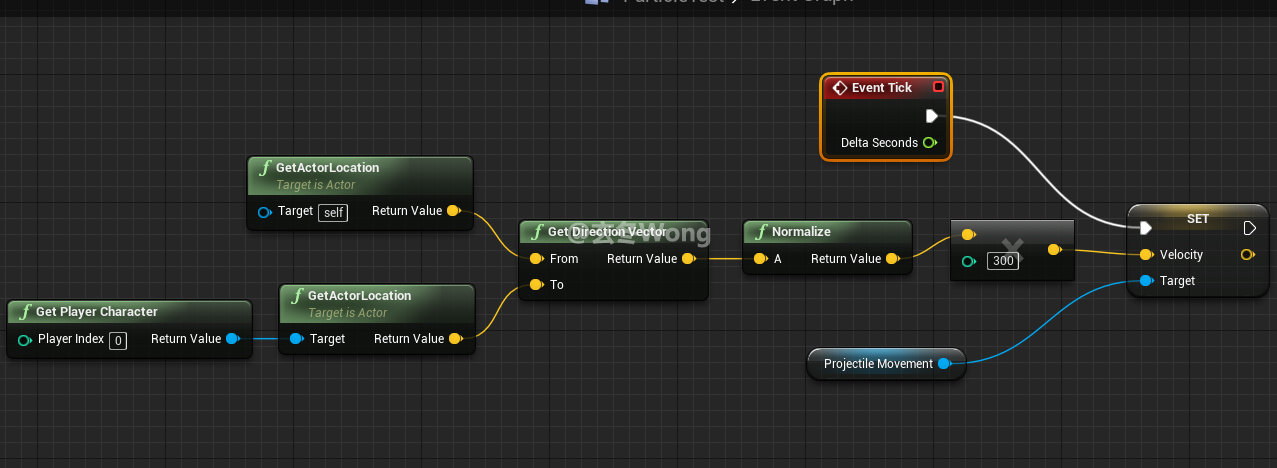 ParticleTest > Event Graph
Event Tick
Delta Seconds
GetActorLocation
Target is Actor
Target self Return Value
Get Direction Vector
@云冬Wong
From Return Value
To
Normalize
A Return Value
300
SET
Velocity
Target
GetActorLocation
Target is Actor
Target Return Value
Get Player Character
Player Index 0 Return Value
Projectile Movement